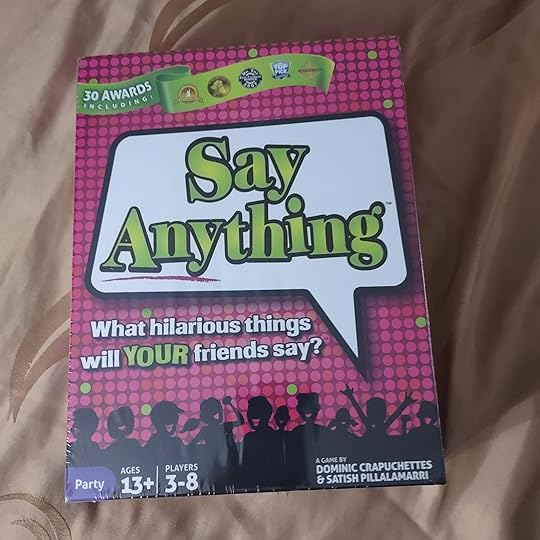 30 AWARDS
INCLUDING!
Say
Anything™
What hilarious things
will YOUR friends say?
Party
AGES
13+
PLAYERS
3-8
A GAME BY
DOMINIC CRAPUCHETTES
& SATISH PILLALAMARRI